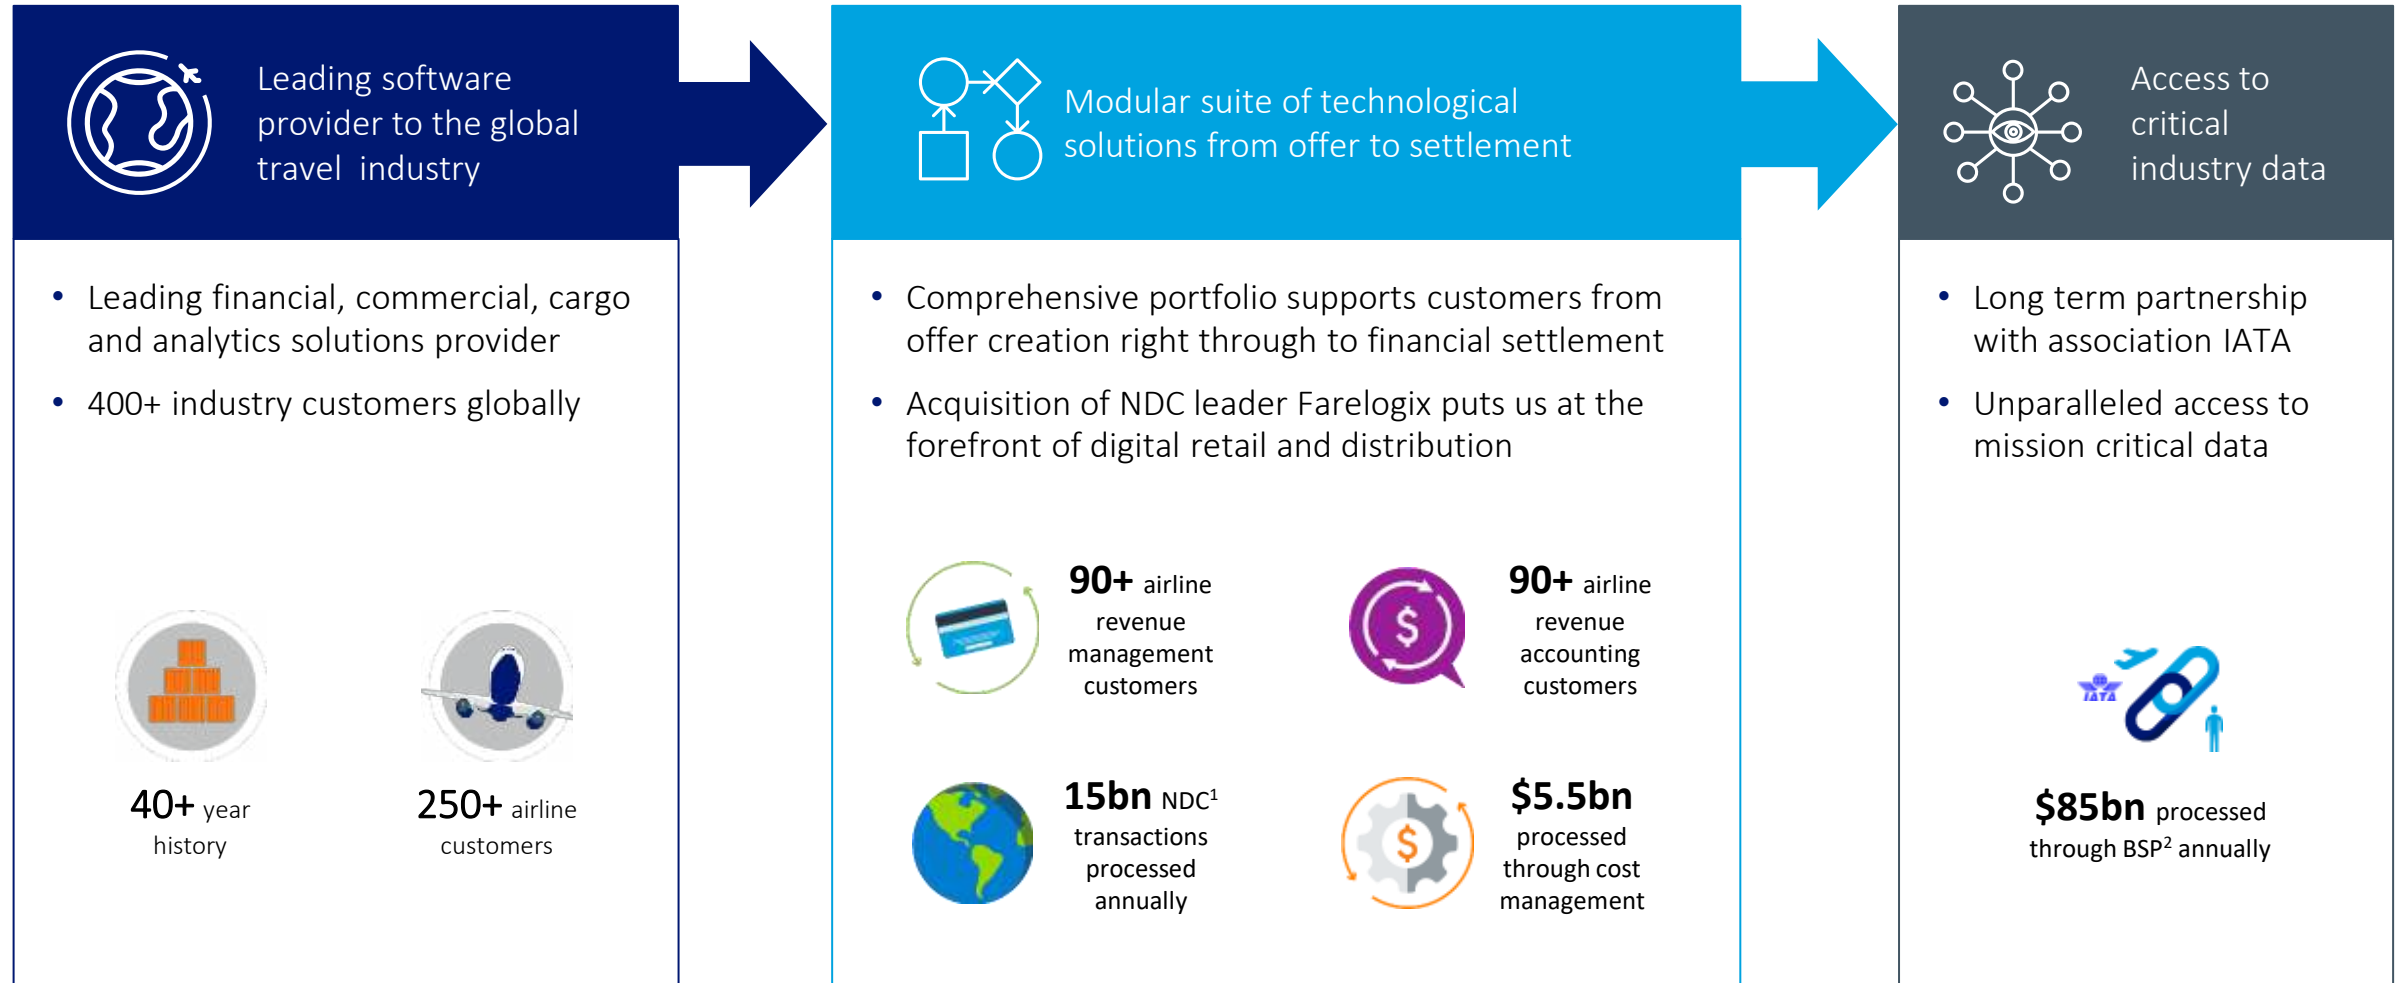 Leading software
provider to the global
travel industry
Modular suite of technological
solutions from offer to settlement
Access to
critical
industry data
• Leading financial, commercial, cargo
and analytics solutions provider
• 400+ industry customers globally
40+ year
history
250+ airline
customers
• Comprehensive portfolio supports customers from
offer creation right through to financial settlement
• Acquisition of NDC leader Farelogix puts us at the
forefront of digital retail and distribution
90+ airline
revenue
management
customers
$
90+ airline
revenue
accounting
customers
15bn NDC¹
transactions
processed
annually
$
$5.5bn
processed
through cost
management
• Long term partnership
with association IATA
• Unparalleled access to
mission critical data
IATA
$85bn processed
through BSP² annually